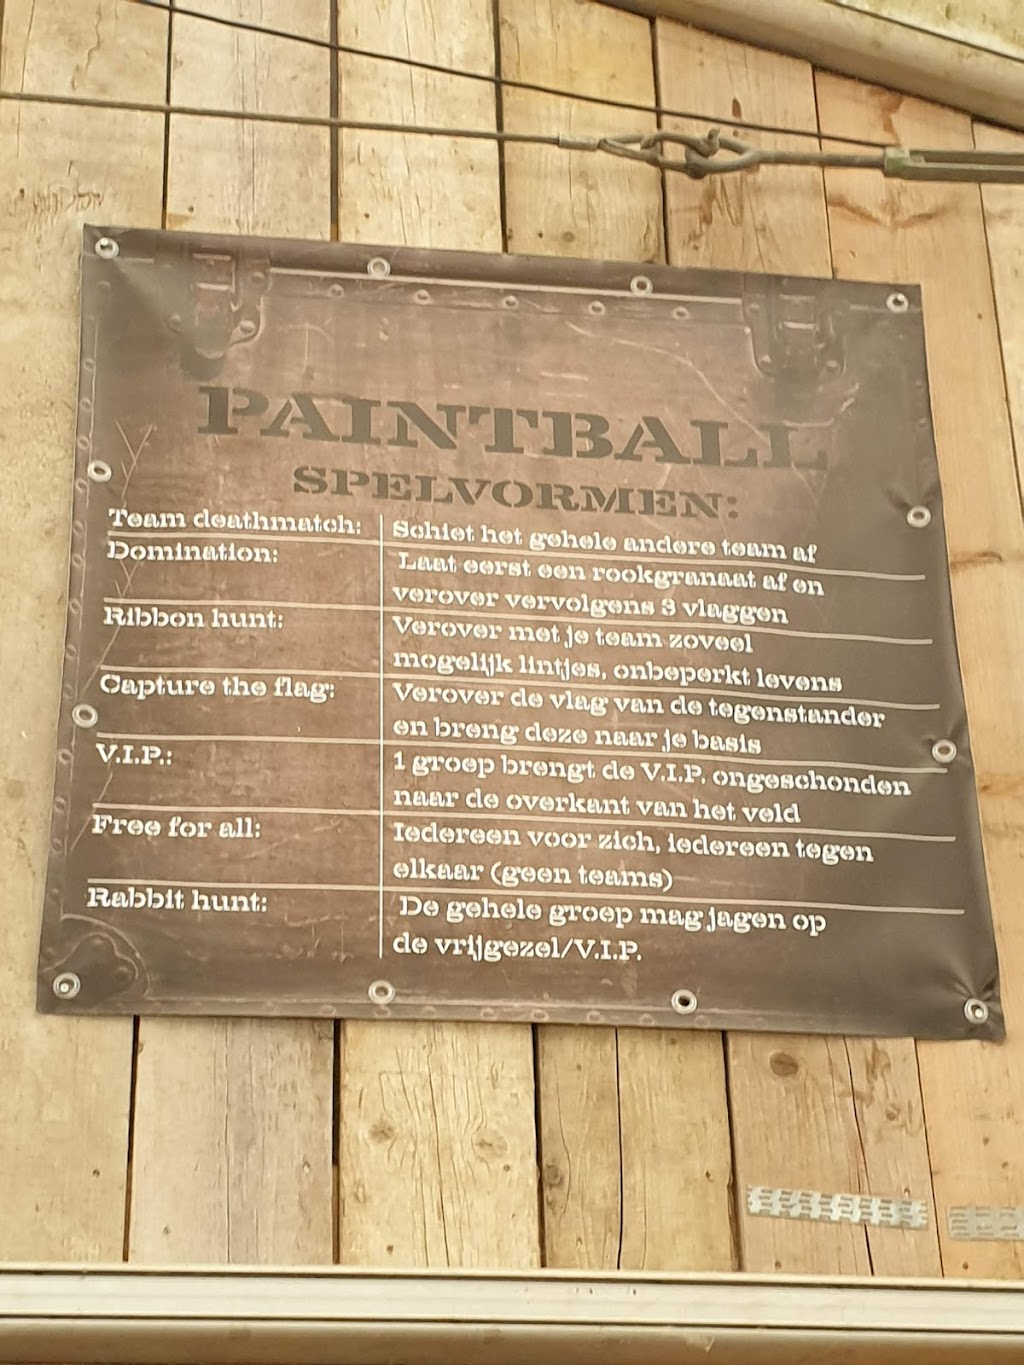 PAINTBALL
SPELVORMEN:
Team deathmatch: Schiet het gehele andere team af
Domination: Laat eerst een rookgranaat af en
verover vervolgens 3 vlaggen
Ribbon hunt: Verover met je team zoveel
mogelijk lintjes, onbeperkt levens
Capture the flag: Verover de vlag van de tegenstander
en breng deze naar je basis
V.I.P.: 1 groep brengt de V.I.P. ongeschonden
naar de overkant van het veld
Free for all: Iedereen voor zich, iedereen tegen
elkaar (geen teams)
Rabbit hunt: De gehele groep mag jagen op
de vrijgezel/V.I.P.